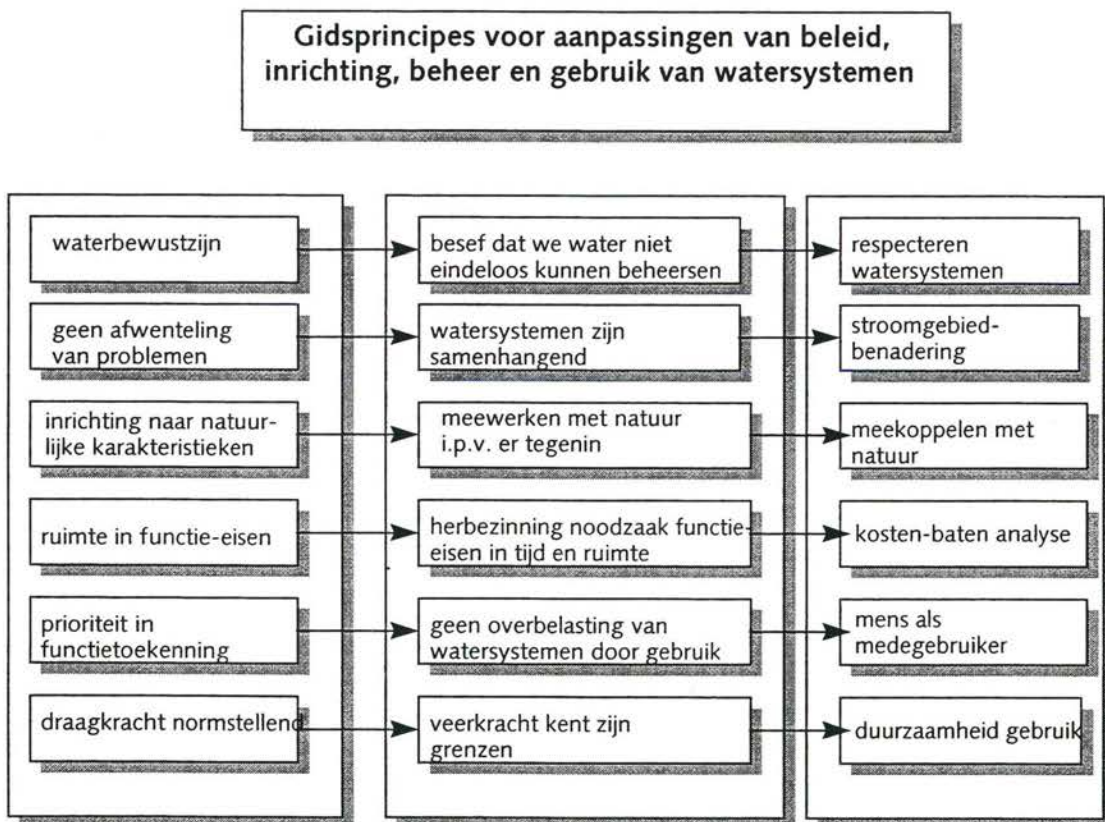 Gidsprincipes voor aanpassingen van beleid,
inrichting, beheer en gebruik van watersystemen
waterbewustzijn
besef dat we water niet
eindeloos kunnen beheersen
respecteren
watersystemen
geen afwenteling
van problemen
watersystemen zijn
samenhangend
stroomgebied-
benadering
inrichting naar natuur-
lijke karakteristieken
meewerken met natuur
i.p.v. er tegenin
meekoppelen met
natuur
ruimte in functie-eisen
herbezinning noodzaak functie-
eisen in tijd en ruimte
kosten-baten analyse
prioriteit in
functietoekenning
geen overbelasting van
watersystemen door gebruik
mens als
medegebruiker
draagkracht normstellend
veerkracht kent zijn
grenzen
duurzaamheid gebruik